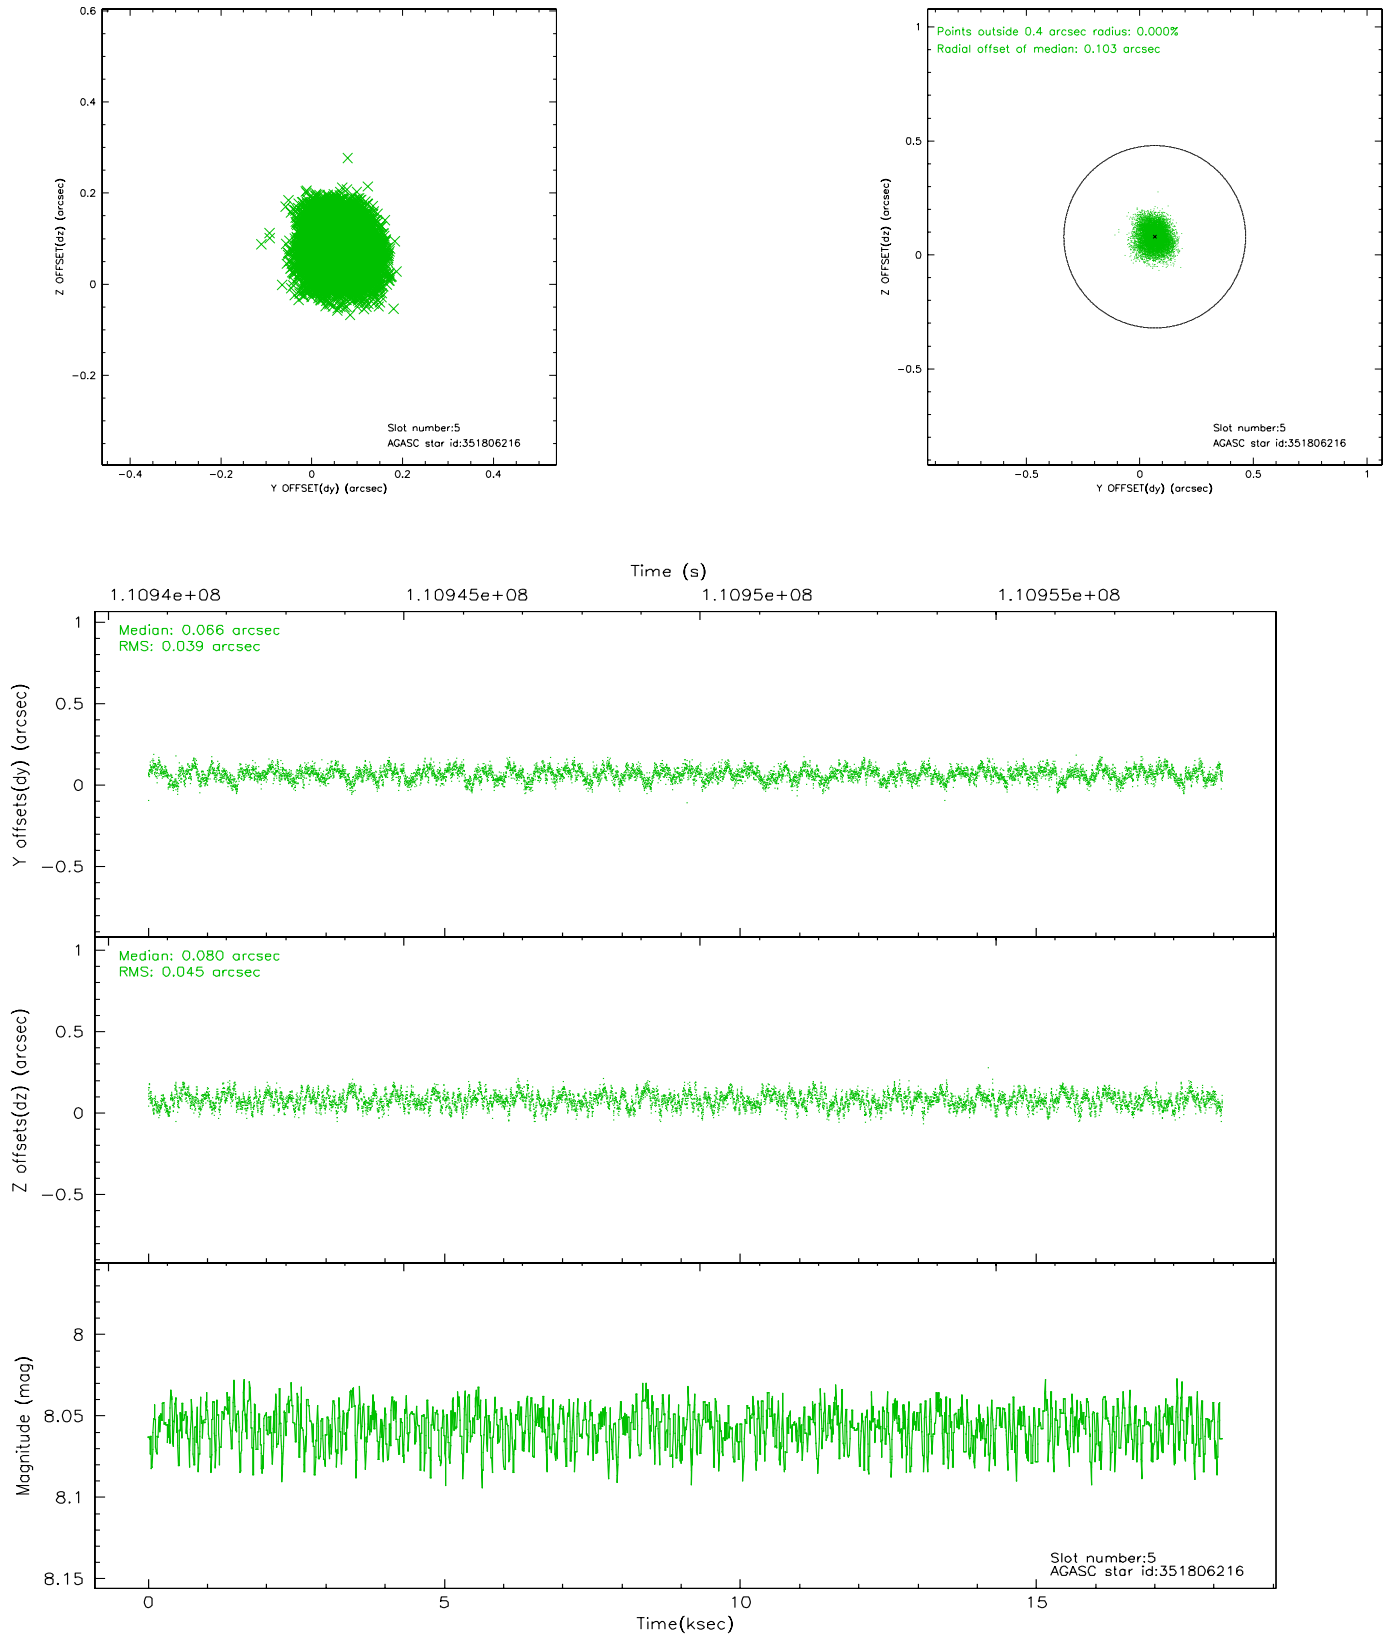 0.6
0.4
0.2
0
−0.2
Z OFFSET(dz) (arcsec)
Slot number:5
AGASC star id:351806216
−0.4 −0.2 0 0.2 0.4
Y OFFSET(dy) (arcsec)
Points outside 0.4 arcsec radius: 0.000%
Radial offset of median: 0.103 arcsec
1
0.5
0
−0.5
Z OFFSET(dz) (arcsec)
Slot number:5
AGASC star id:351806216
−0.5 0 0.5 1
Y OFFSET(dy) (arcsec)
Time (s)
1.1094e+08 1.10945e+08 1.1095e+08 1.10955e+08
Median: 0.066 arcsec
RMS: 0.039 arcsec
1
0.5
0
−0.5
Y offsets(dy) (arcsec)
Median: 0.080 arcsec
RMS: 0.045 arcsec
1
0.5
0
−0.5
Z offsets(dz) (arcsec)
8
8.05
8.1
8.15
Magnitude (mag)
Slot number:5
AGASC star id:351806216
0 5 10 15
Time(ksec)